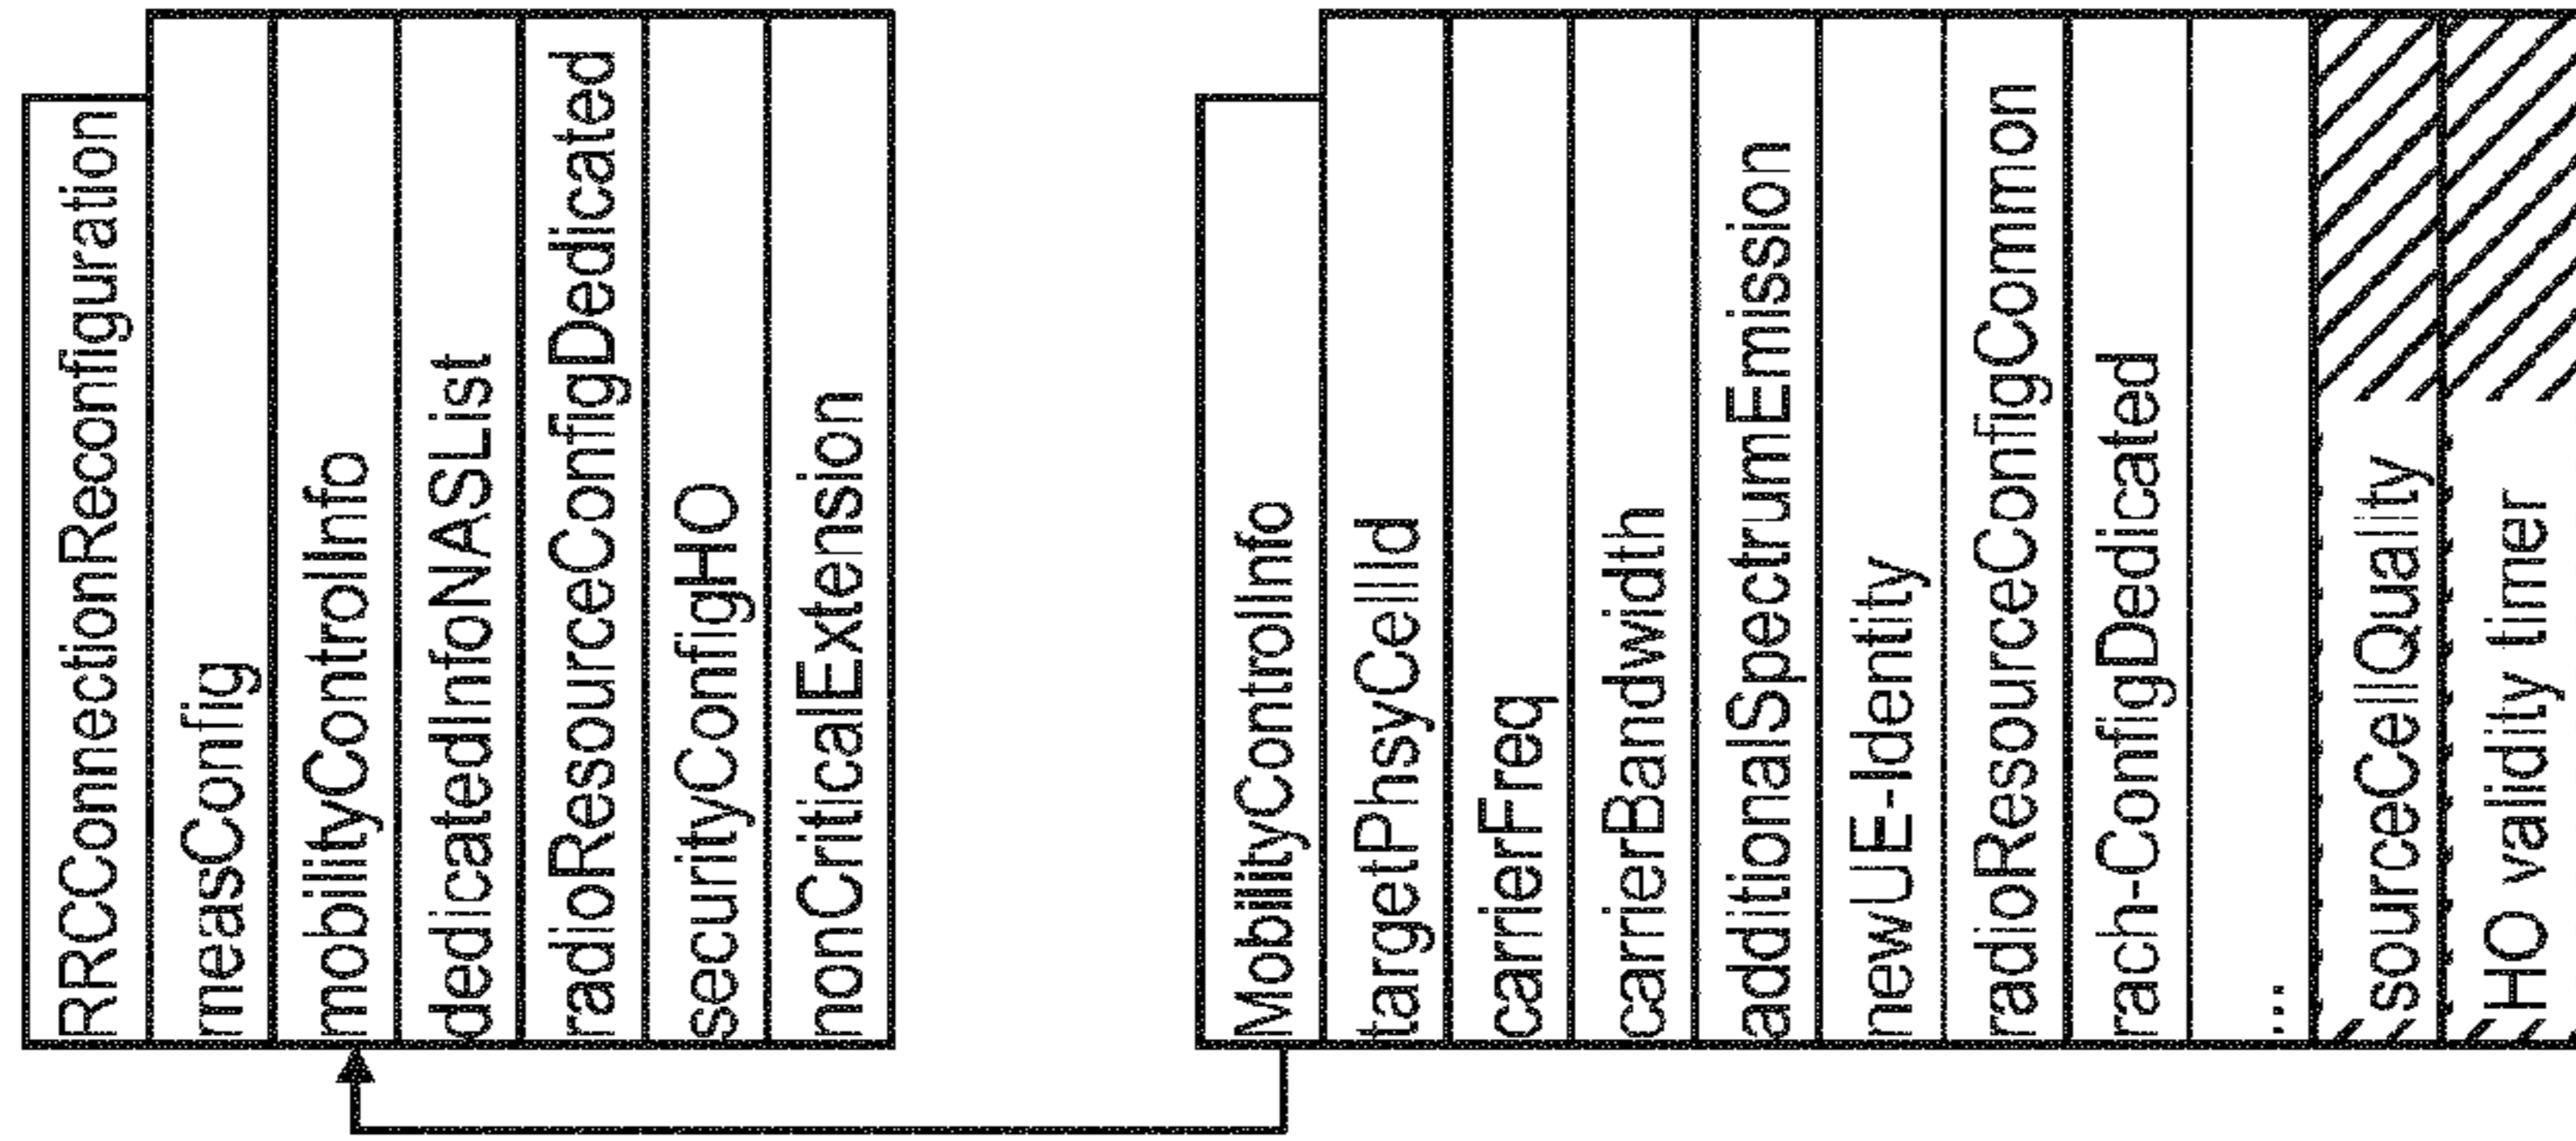 RRCConnectionReconfiguration
measConfig
mobilityControlInfo
dedicatedInfoNASList
radioResourceConfigDedicated
securityConfigHO
nonCriticalExtension
MobilityControlInfo
targetPhsyCellId
carrierFreq
carrierBandwidth
additionalSpectrumEmission
newUE-Identity
radioResourceConfigCommon
rach-ConfigDedicated
...
sourceCellQuality
HO validity timer